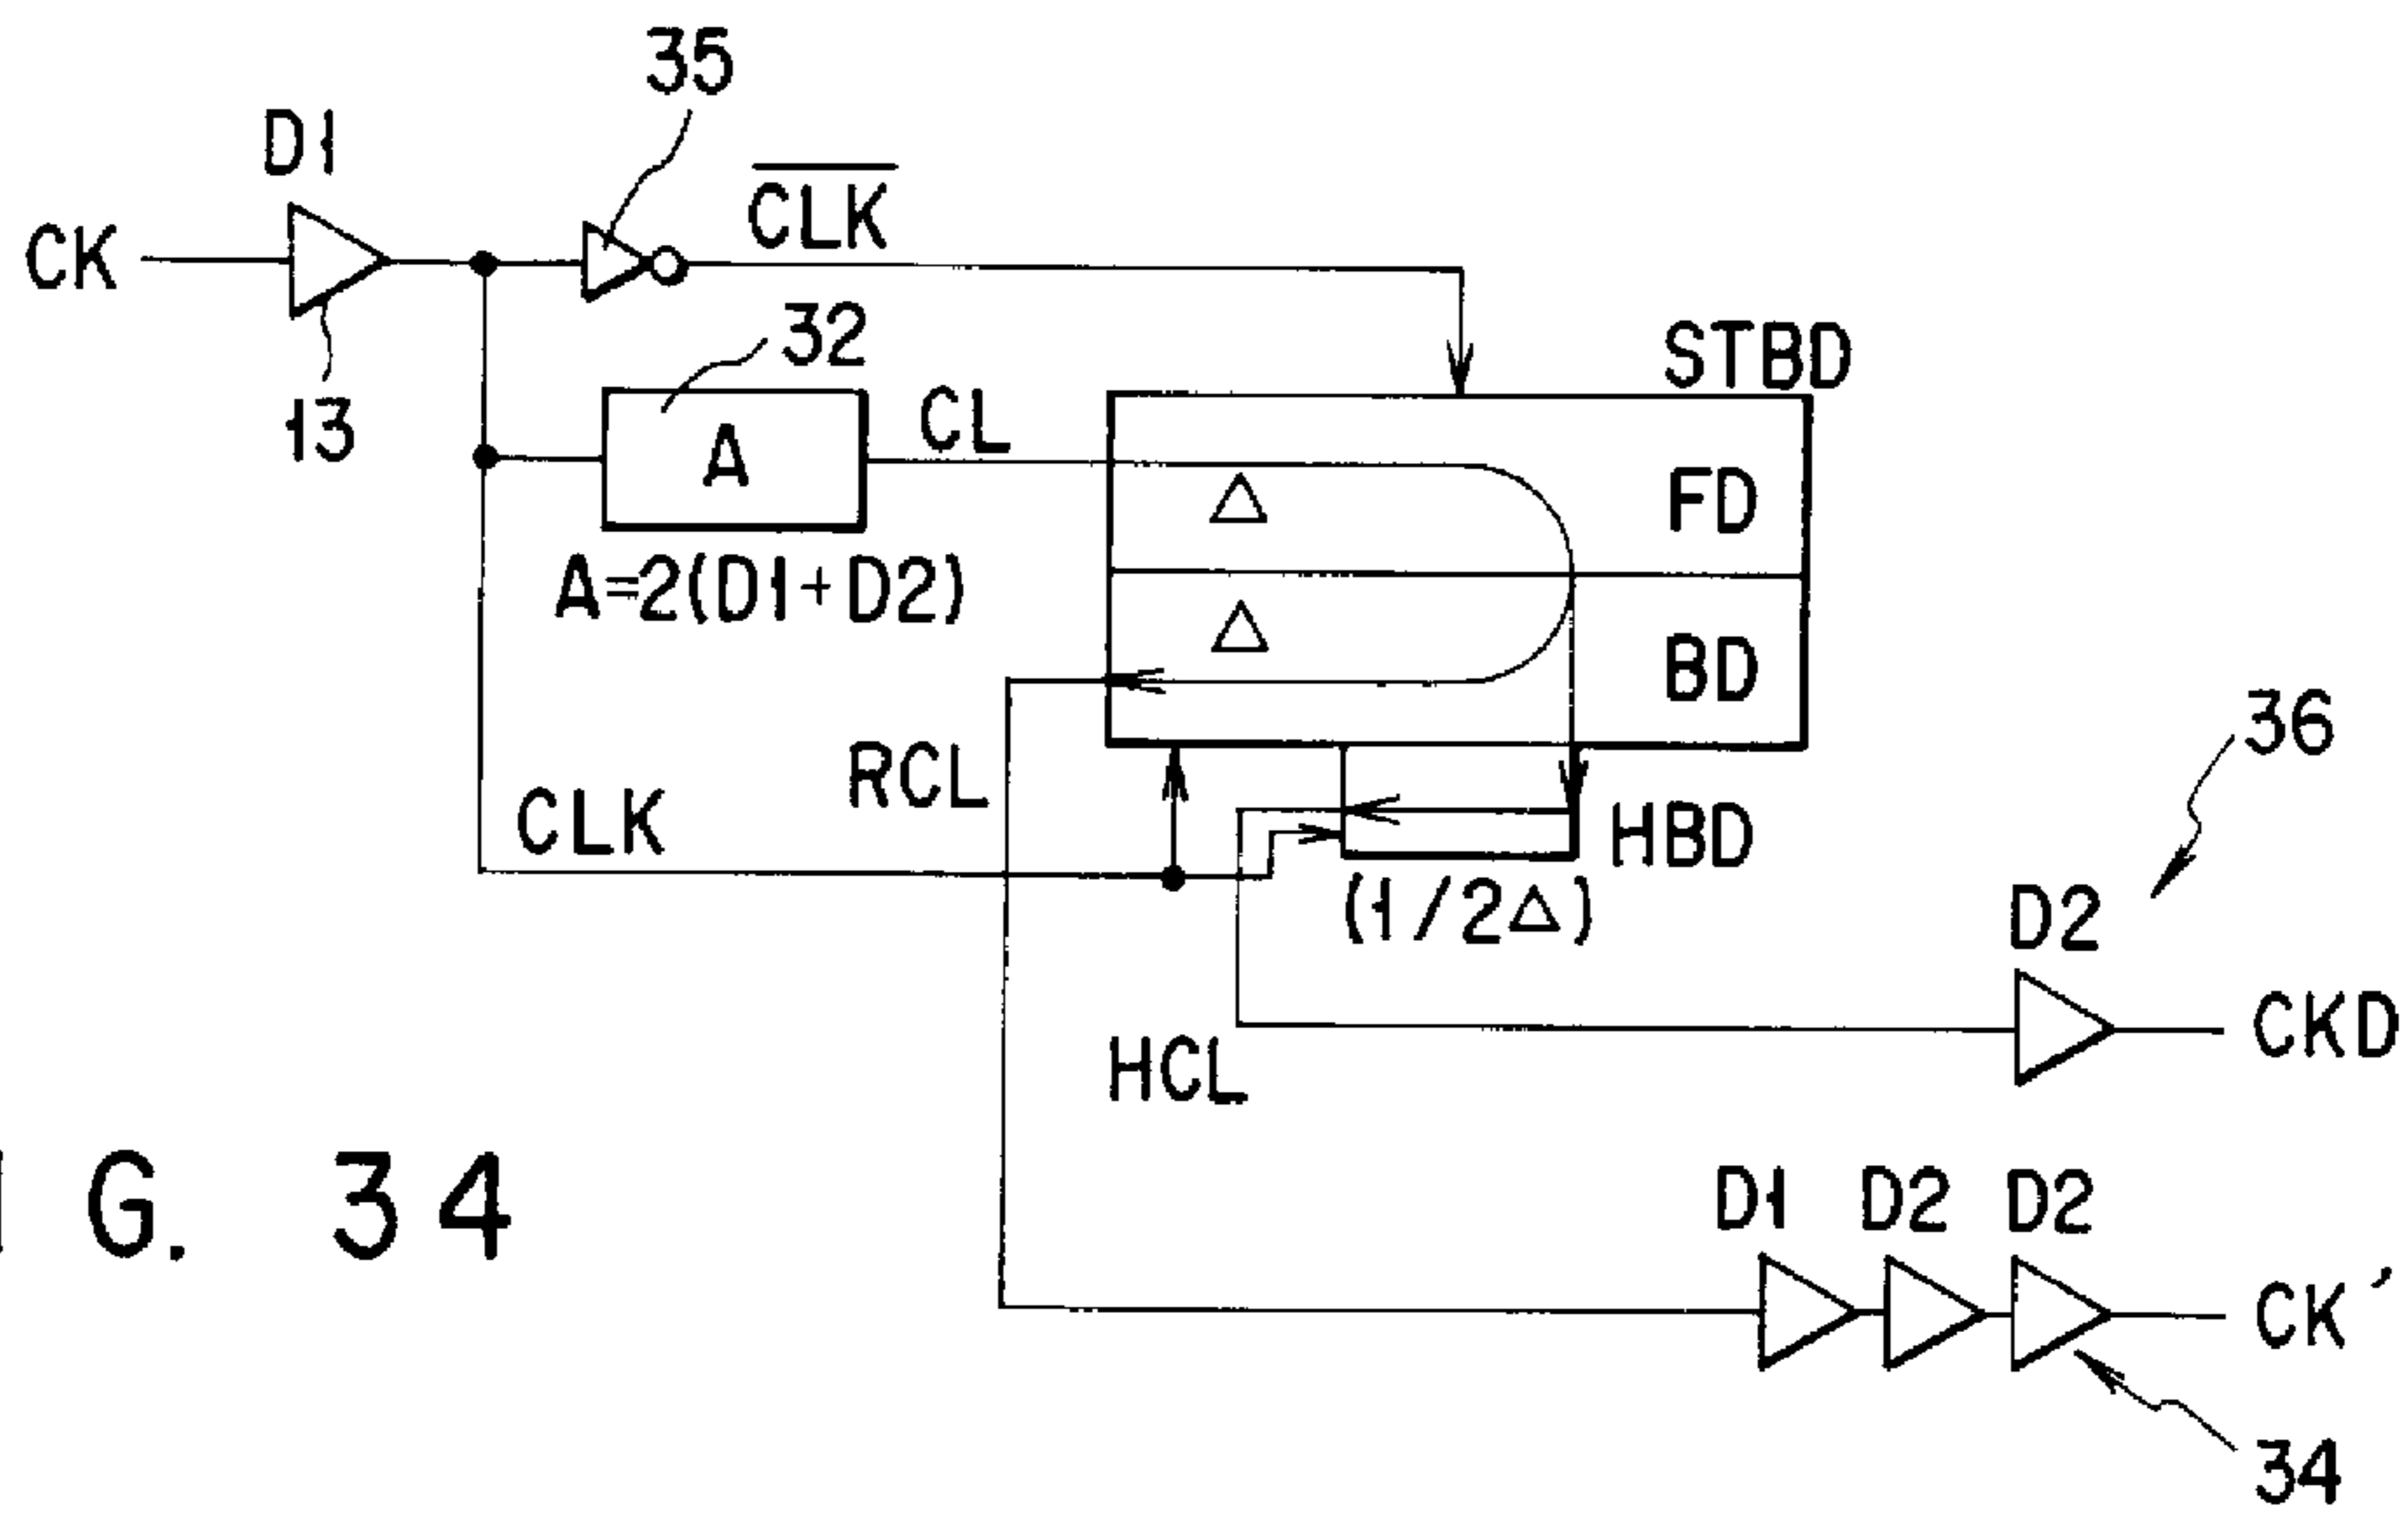 35
D1
CK
C̅L̅K̅
13
32
A
CL
A=2(D1+D2)
STBD
△
FD
△
BD
RCL
CLK
HBD
(1/2△)
36
D2
HCL
CKD
G. 34
D1 D2 D2
CK'
34